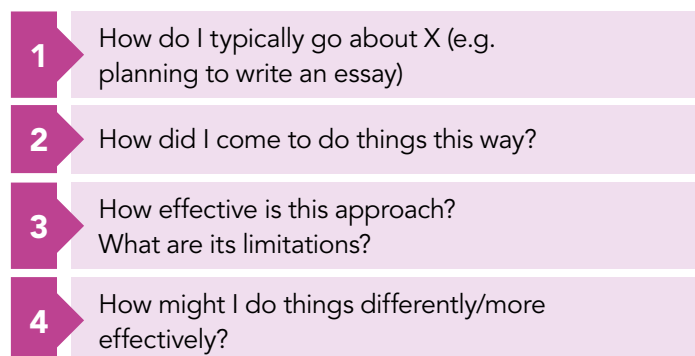 1
How do I typically go about X (e.g.
planning to write an essay)
2
How did I come to do things this way?
3
How effective is this approach?
What are its limitations?
4
How might I do things differently/more
effectively?